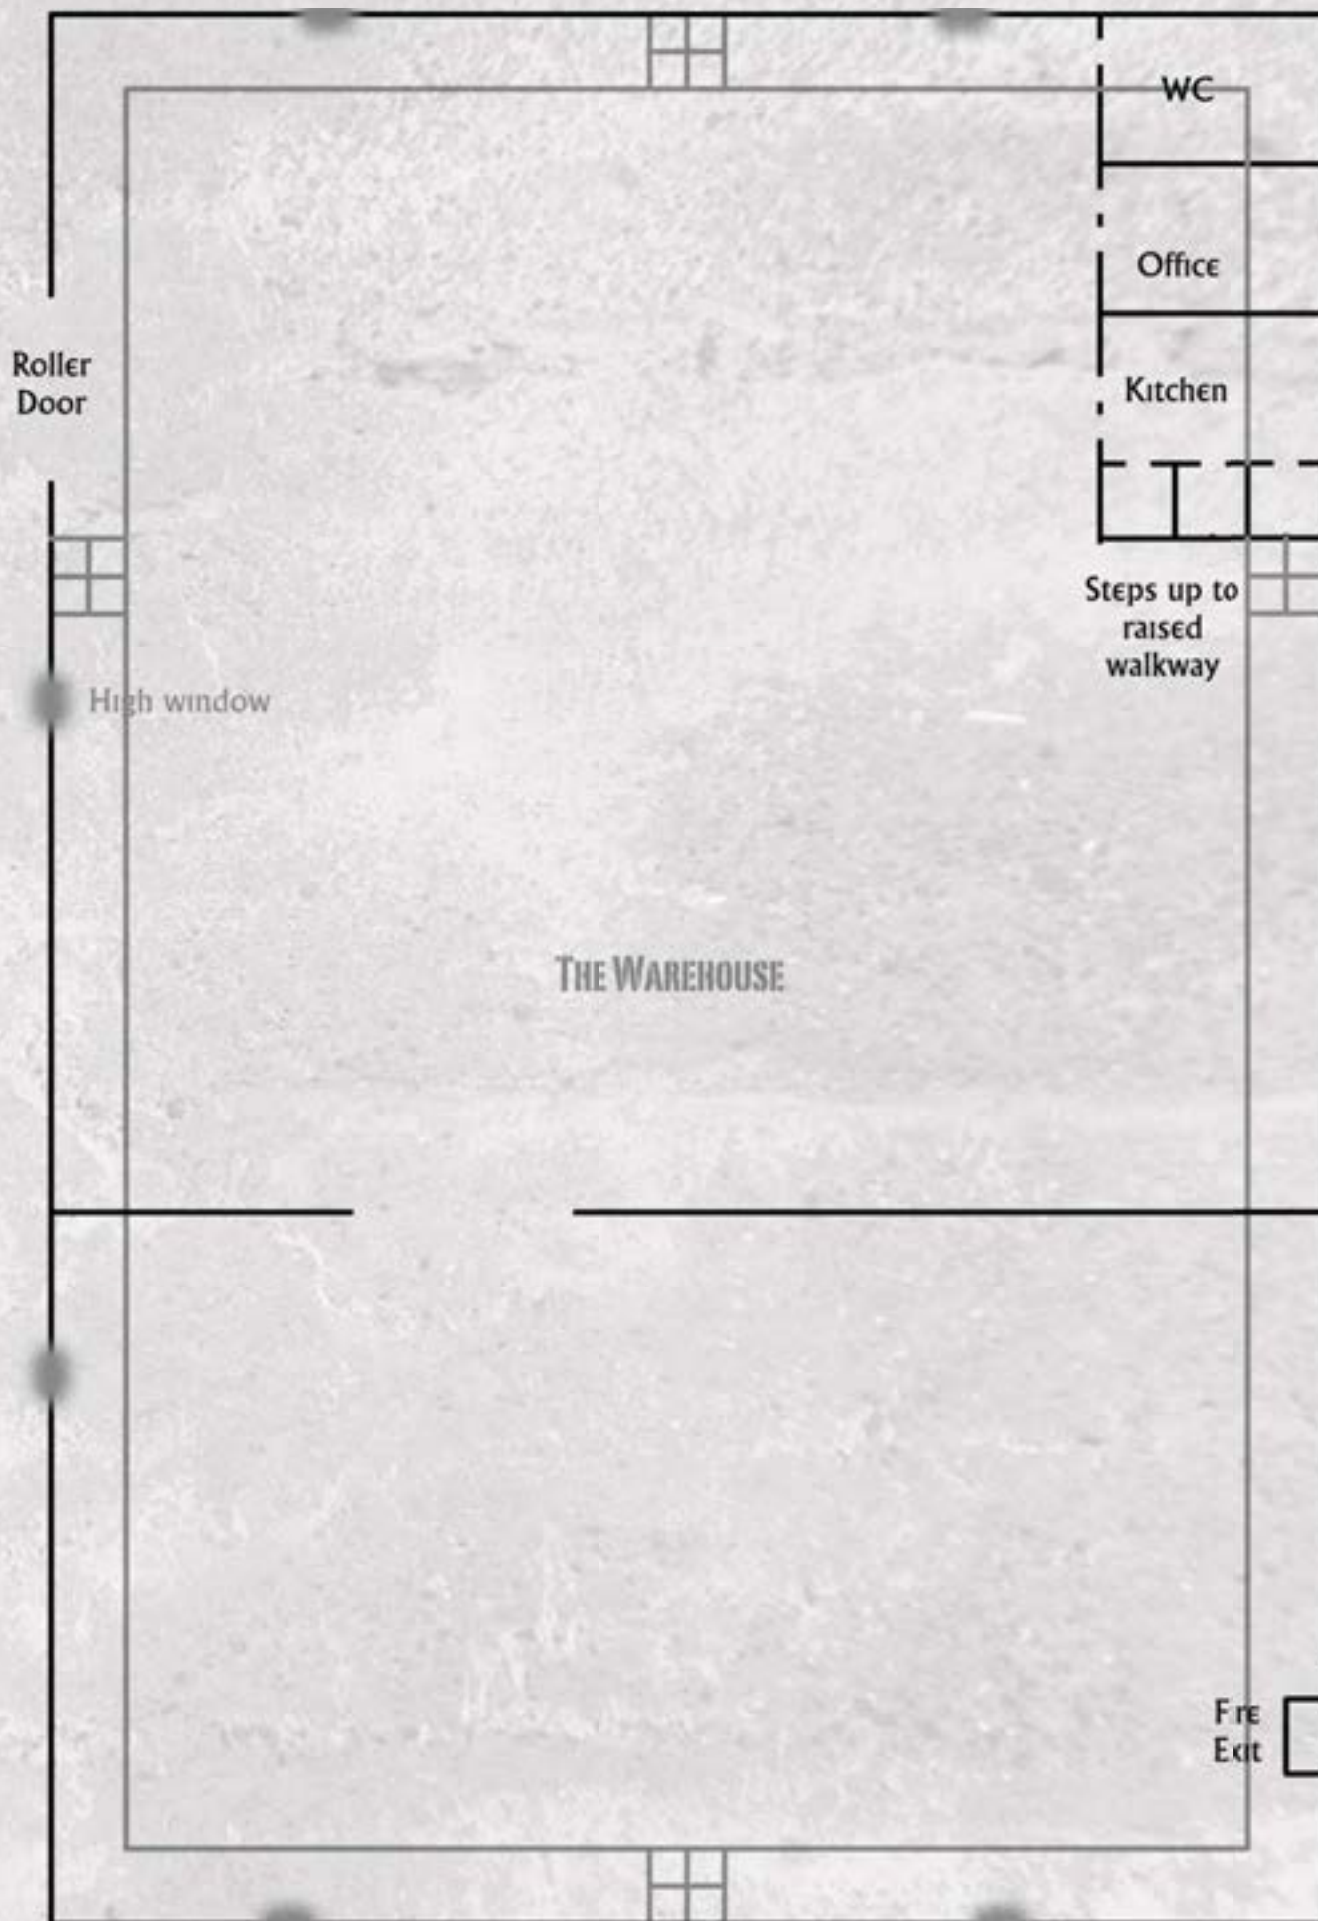 WC
Office
Roller
Door
Kitchen
Steps up to
raised
walkway
High window
THE WAREHOUSE
Fire
Exit